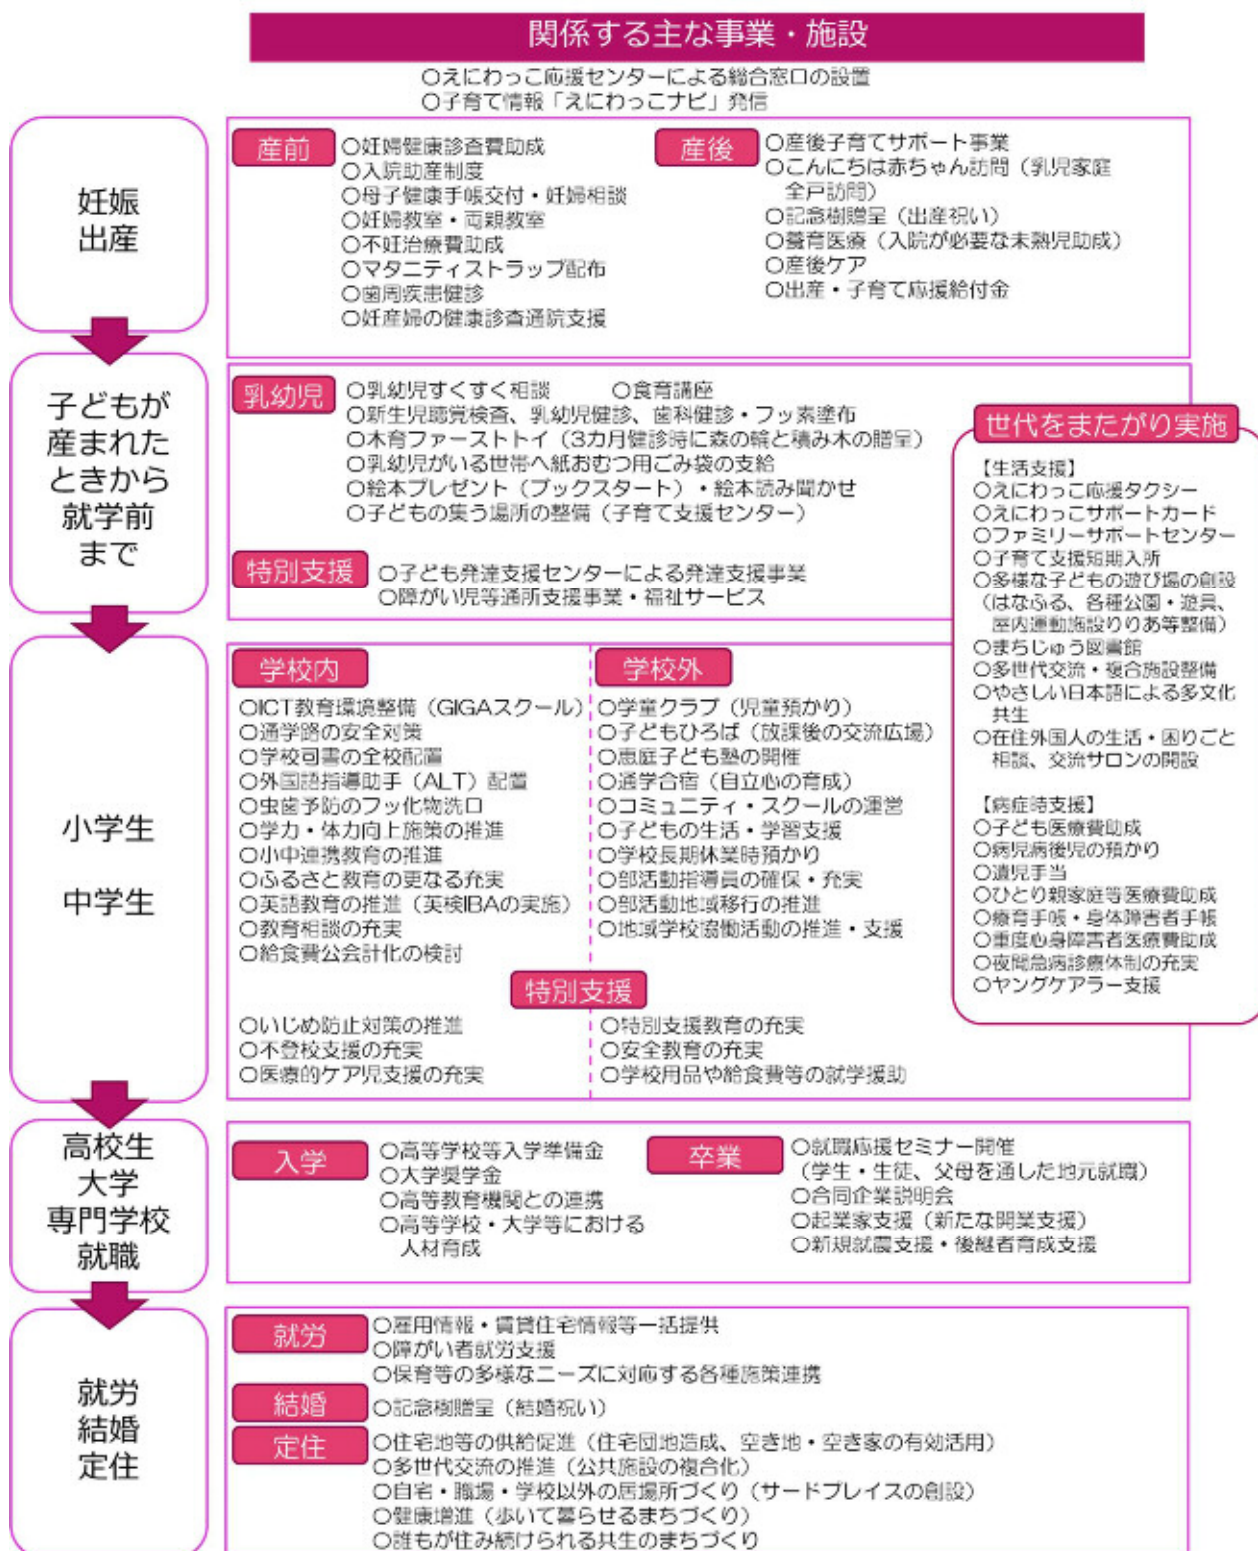 関係する主な事業・施設
○えにわっこ応援センターによる総合窓口の設置
○子育て情報「えにわっこナビ」発信
妊娠
出産
産前
○妊婦健康診査費助成
○入院助産制度
○母子健康手帳交付・妊婦相談
○妊婦教室・両親教室
○不妊治療費助成
○マタニティストラップ配布
○歯周疾患健診
○妊産婦の健康診査通院支援
産後
○産後子育てサポート事業
○こんにちは赤ちゃん訪問（乳児家庭
全戸訪問）
○記念樹贈呈（出産祝い）
○養育医療（入院が必要な未熟児助成）
○産後ケア
○出産・子育て応援給付金
子どもが
産まれた
ときから
就学前
まで
乳幼児
○乳幼児すくすく相談　○食育講座
○新生児聴覚検査、乳幼児健診、歯科健診・フッ素塗布
○木育ファーストトイ（3カ月健診時に森の輪と積み木の贈呈）
○乳幼児がいる世帯へ紙おむつ用ごみ袋の支給
○絵本プレゼント（ブックスタート）・絵本読み聞かせ
○子どもの集う場所の整備（子育て支援センター）
特別支援
○子ども発達支援センターによる発達支援事業
○障がい児等通所支援事業・福祉サービス
世代をまたがり実施
【生活支援】
○えにわっこ応援タクシー
○えにわっこサポートカード
○ファミリーサポートセンター
○子育て支援短期入所
○多様な子どもの遊び場の創設
（はなふる、各種公園・遊具、
屋内運動施設りりあ等整備）
○まちじゅう図書館
○多世代交流・複合施設整備
○やさしい日本語による多文化
共生
○在住外国人の生活・困りごと
相談、交流サロンの開設
【病症時支援】
○子ども医療費助成
○病児病後児の預かり
○遺児手当
○ひとり親家庭等医療費助成
○療育手帳・身体障害者手帳
○重度心身障害者医療費助成
○夜間急病診療体制の充実
○ヤングケアラー支援
小学生
中学生
学校内
○ICT教育環境整備（GIGAスクール）
○通学路の安全対策
○学校司書の全校配置
○外国語指導助手（ALT）配置
○虫歯予防のフッ化物洗口
○学力・体力向上施策の推進
○小中連携教育の推進
○ふるさと教育の更なる充実
○英語教育の推進（英検IBAの実施）
○教育相談の充実
○給食費公会計化の検討
学校外
○学童クラブ（児童預かり）
○子どもひろば（放課後の交流広場）
○恵庭子ども塾の開催
○通学合宿（自立心の育成）
○コミュニティ・スクールの運営
○子どもの生活・学習支援
○学校長期休業時預かり
○部活動指導員の確保・充実
○部活動地域移行の推進
○地域学校協働活動の推進・支援
特別支援
○いじめ防止対策の推進
○不登校支援の充実
○医療的ケア児支援の充実
○特別支援教育の充実
○安全教育の充実
○学校用品や給食費等の就学援助
高校生
大学
専門学校
就職
入学
○高等学校等入学準備金
○大学奨学金
○高等教育機関との連携
○高等学校・大学等における
人材育成
卒業
○就職応援セミナー開催
（学生・生徒、父母を通した地元就職）
○合同企業説明会
○起業家支援（新たな開業支援）
○新規就農支援・後継者育成支援
就労
結婚
定住
就労
○雇用情報・賃貸住宅情報等一括提供
○障がい者就労支援
○保育等の多様なニーズに対応する各種施策連携
結婚
○記念樹贈呈（結婚祝い）
定住
○住宅地等の供給促進（住宅団地造成、空き地・空き家の有効活用）
○多世代交流の推進（公共施設の複合化）
○自宅・職場・学校以外の居場所づくり（サードプレイスの創設）
○健康増進（歩いて暮らせるまちづくり）
○誰もが住み続けられる共生のまちづくり